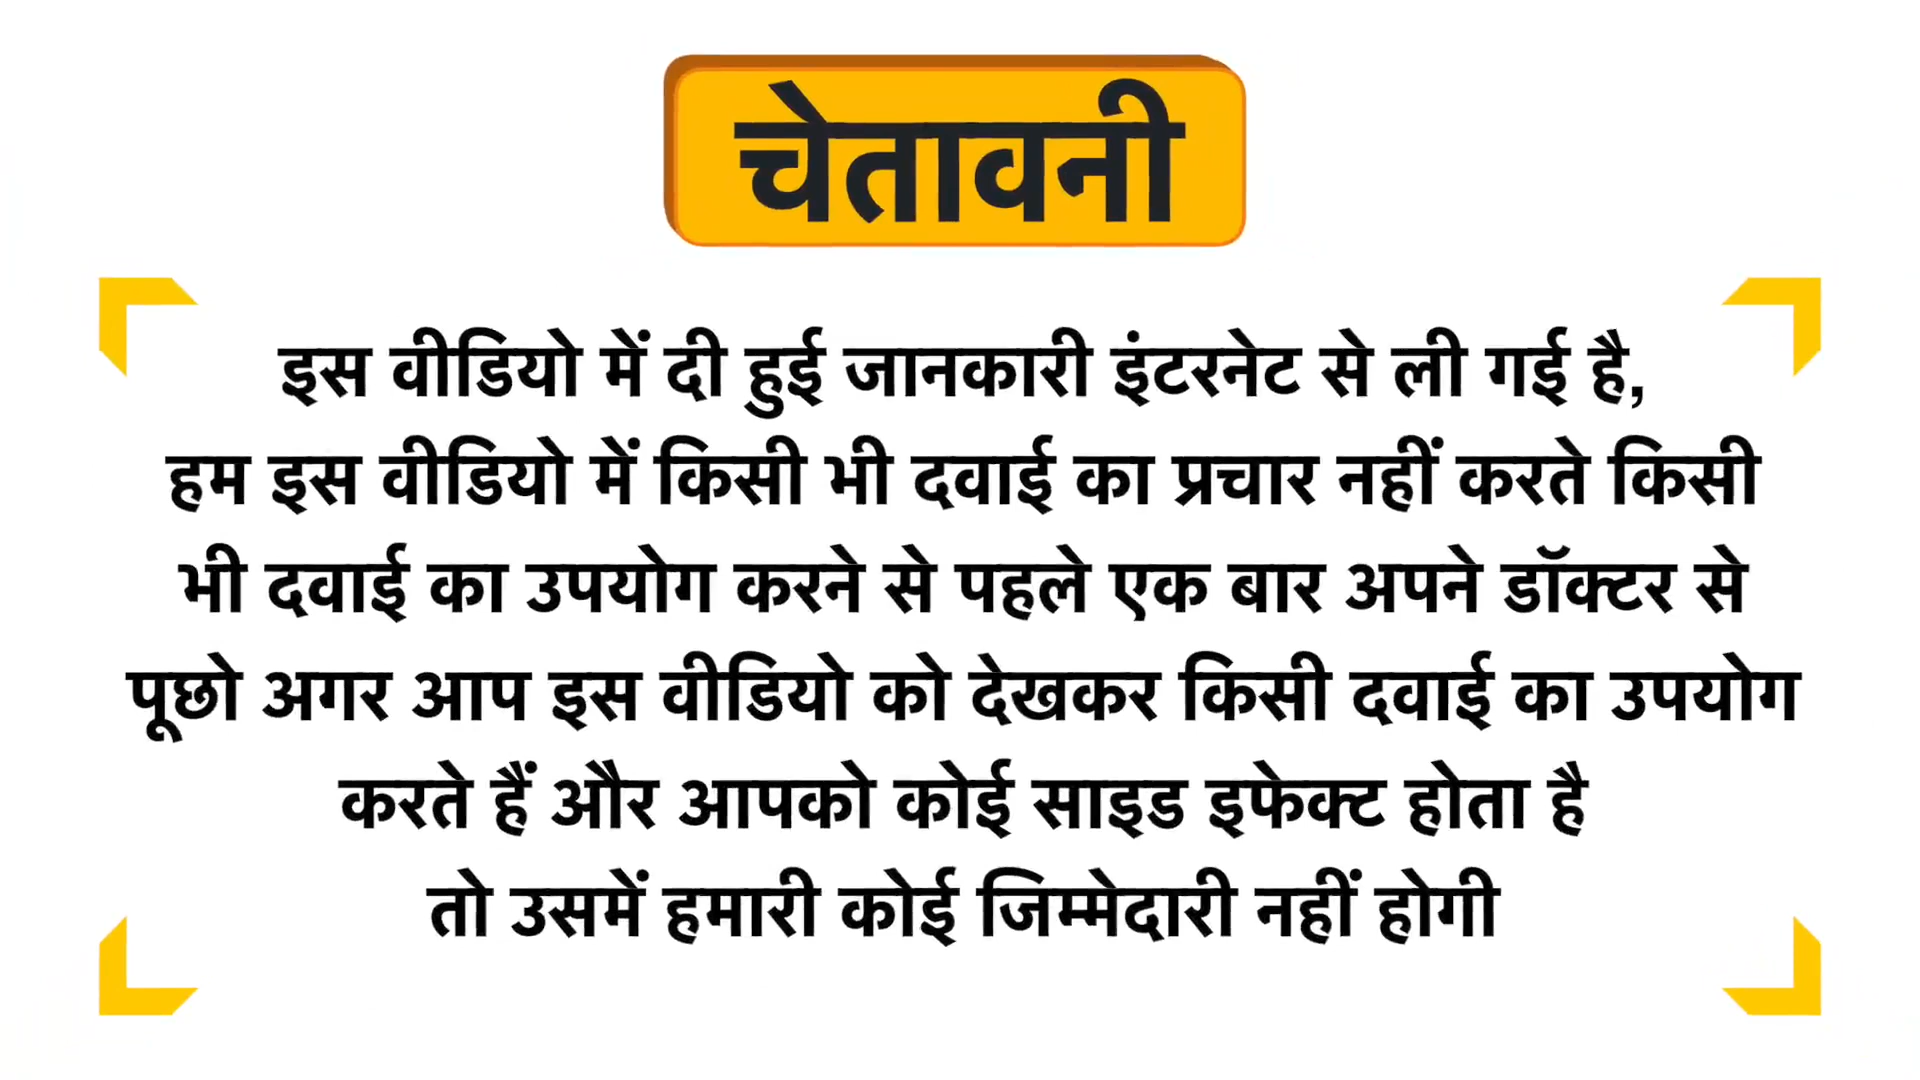 चेतावनी
इस वीडियो में दी हुई जानकारी इंटरनेट से ली गई है,
हम इस वीडियो में किसी भी दवाई का प्रचार नहीं करते किसी
भी दवाई का उपयोग करने से पहले एक बार अपने डॉक्टर से
पूछो अगर आप इस वीडियो को देखकर किसी दवाई का उपयोग
करते हैं और आपको कोई साइड इफेक्ट होता है
तो उसमें हमारी कोई जिम्मेदारी नहीं होगी